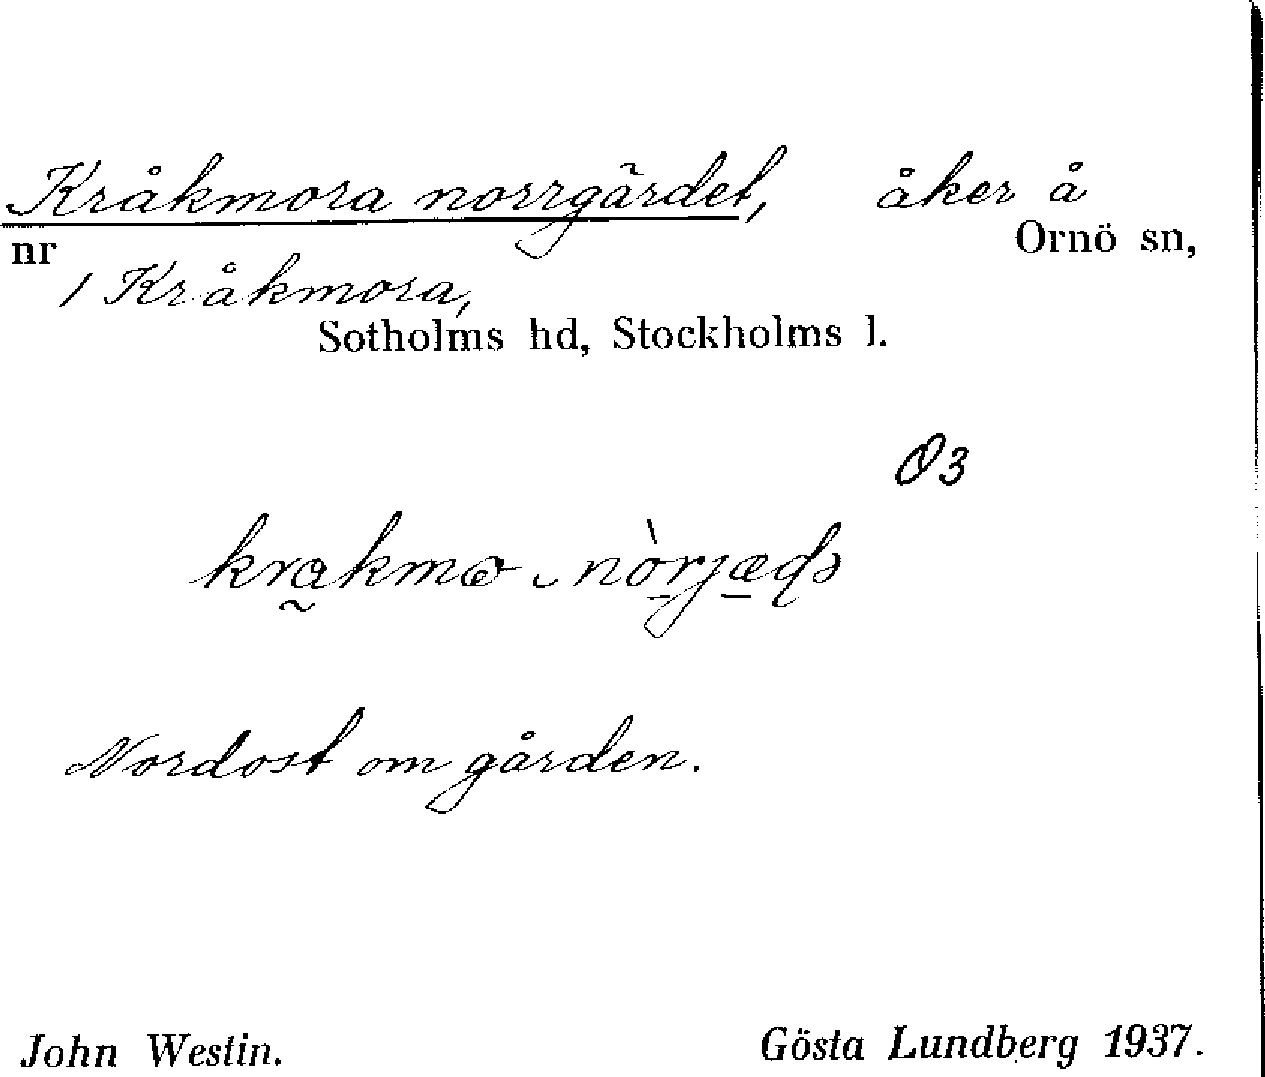 Kråkmora norrgärdet, åker å
nr Ornö sn,
1 Kråkmora,
Sotholms hd, Stockholms l.
O3
Nordost om gården.
John Westin. Gösta Lundberg 1937.